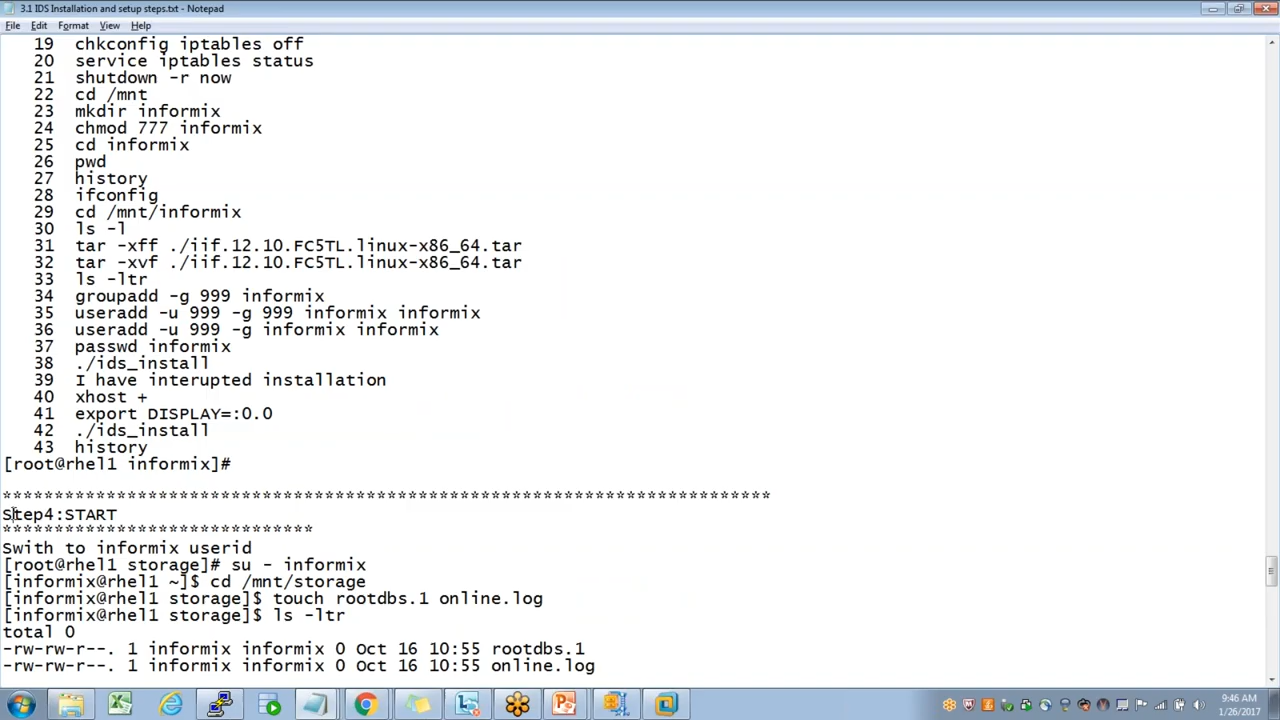 3.1 IDS Installation and setup steps.txt - Notepad
File Edit Format View Help
19 chkconfig iptables off
20 service iptables status
21 shutdown -r now
22 cd /mnt
23 mkdir informix
24 chmod 777 informix
25 cd informix
26 pwd
27 history
28 ifconfig
29 cd /mnt/informix
30 ls -l
31 tar -xff ./iif.12.10.FC5TL.linux-x86_64.tar
32 tar -xvf ./iif.12.10.FC5TL.linux-x86_64.tar
33 ls -ltr
34 groupadd -g 999 informix
35 useradd -u 999 -g 999 informix informix
36 useradd -u 999 -g informix informix
37 passwd informix
38 ./ids_install
39 I have interupted installation
40 xhost +
41 export DISPLAY=:0.0
42 ./ids_install
43 history
[root@rhel1 informix]#
**************************************************************************
Step4:START
******************************
Swith to informix userid
[root@rhel1 storage]# su - informix
[informix@rhel1 ~]$ cd /mnt/storage
[informix@rhel1 storage]$ touch rootdbs.1 online.log
[informix@rhel1 storage]$ ls -ltr
total 0
-rw-rw-r--. 1 informix informix 0 Oct 16 10:55 rootdbs.1
-rw-rw-r--. 1 informix informix 0 Oct 16 10:55 online.log
9:46 AM
1/26/2017